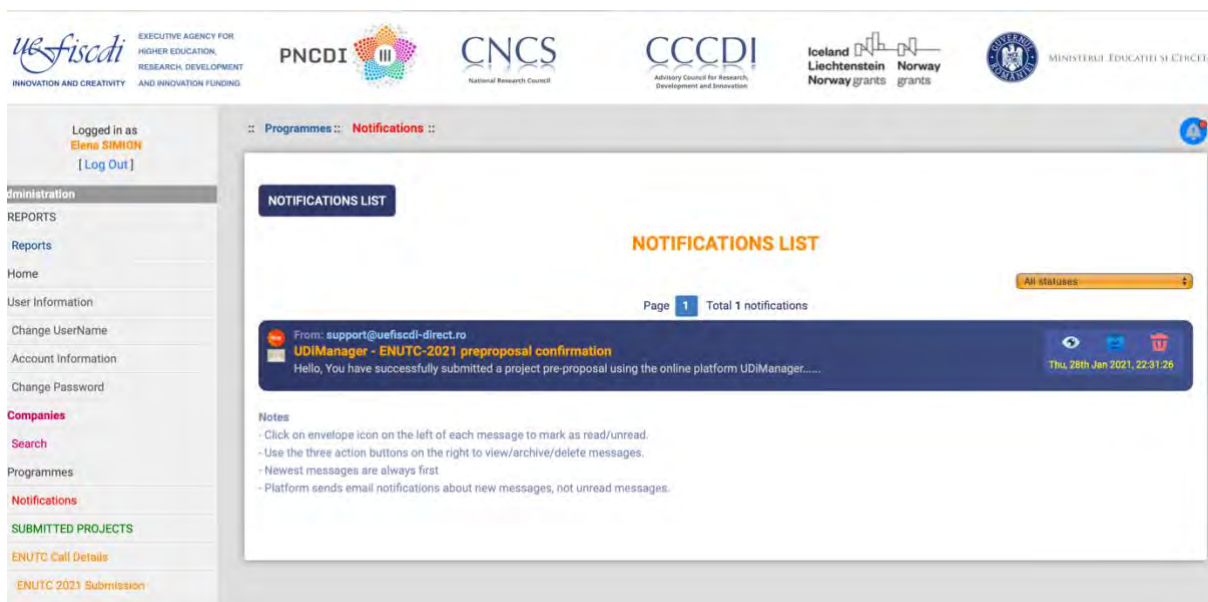 uefiscdi
INNOVATION AND CREATIVITY
EXECUTIVE AGENCY FOR
HIGHER EDUCATION,
RESEARCH, DEVELOPMENT
AND INNOVATION FUNDING
PNCDI III
CNCS
National Research Council
CCCDI
Advisory Council for Research,
Development and Innovation
Iceland
Liechtenstein Norway
Norway grants grants
GUVERNUL ROMÂNIEI
MINISTERUL EDUCAȚIEI ȘI CERCET
Logged in as
Elena SIMION
[ Log Out ]
:: Programmes :: Notifications ::
dministration
REPORTS
Reports
Home
User Information
Change UserName
Account Information
Change Password
Companies
Search
Programmes
Notifications
SUBMITTED PROJECTS
ENUTC Call Details
ENUTC 2021 Submission
NOTIFICATIONS LIST
NOTIFICATIONS LIST
All statuses
Page 1 Total 1 notifications
From: support@uefiscdi-direct.ro
UDiManager - ENUTC-2021 preproposal confirmation
Hello, You have successfully submitted a project pre-proposal using the online platform UDiManager......
Thu, 28th Jan 2021, 22:31:26
Notes
- Click on envelope icon on the left of each message to mark as read/unread.
- Use the three action buttons on the right to view/archive/delete messages.
- Newest messages are always first
- Platform sends email notifications about new messages, not unread messages.